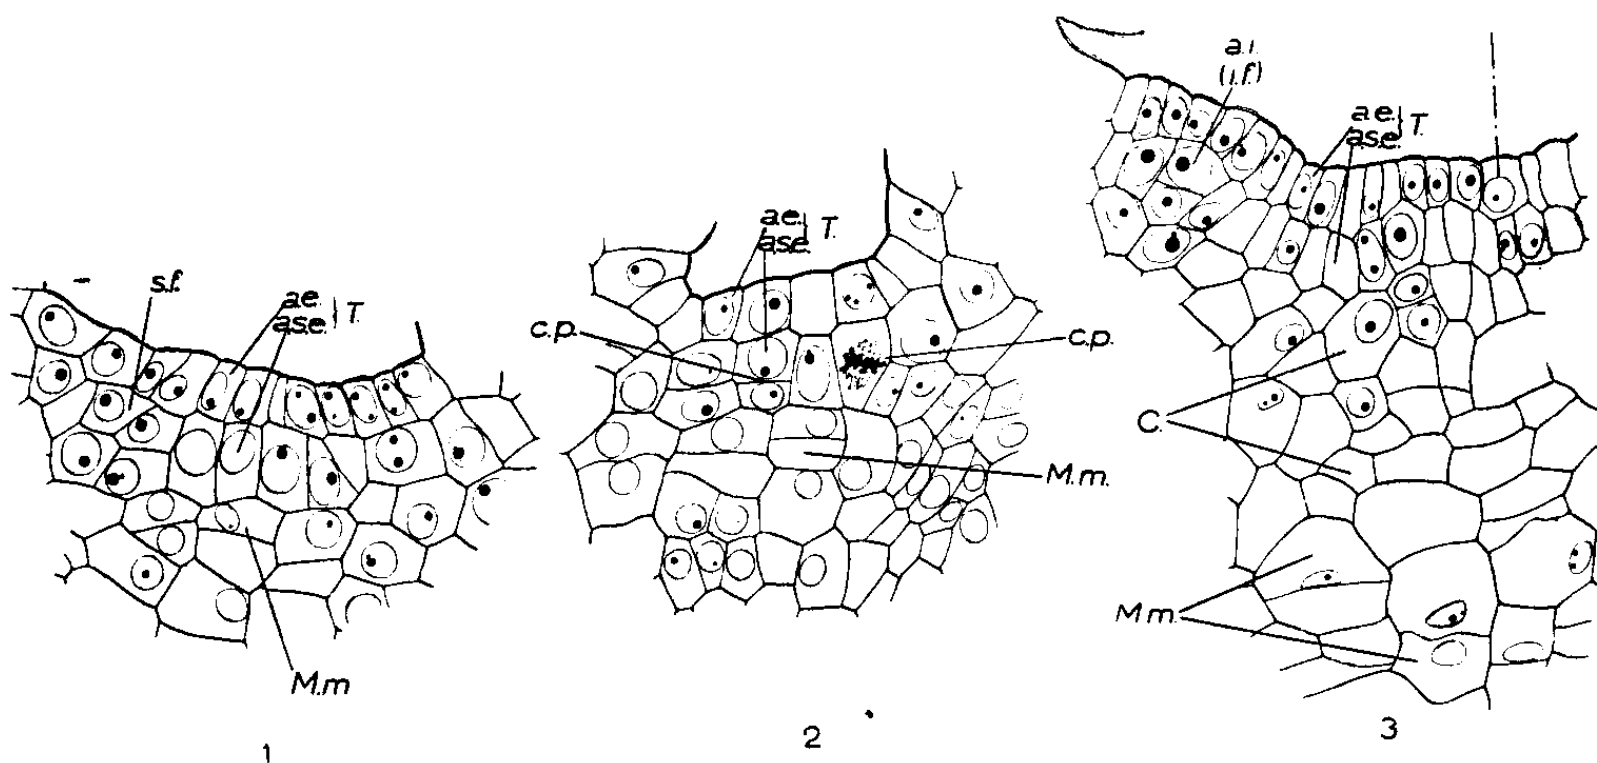 s.f.
a.e.
a.s.e. } T.
M.m
1
a.e.
a.s.e. } T.
c.p.
c.p.
M.m.
2
a.i.
(i.f.)
a.e.
a.s.e. } T.
C.
M.m.
3